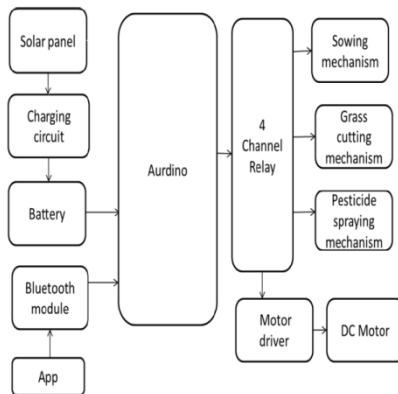 Solar panel
Charging
circuit
Battery
Bluetooth
module
App
Aurdino
4
Channel
Relay
Sowing
mechanism
Grass
cutting
mechanism
Pesticide
spraying
mechanism
Motor
driver
DC Motor